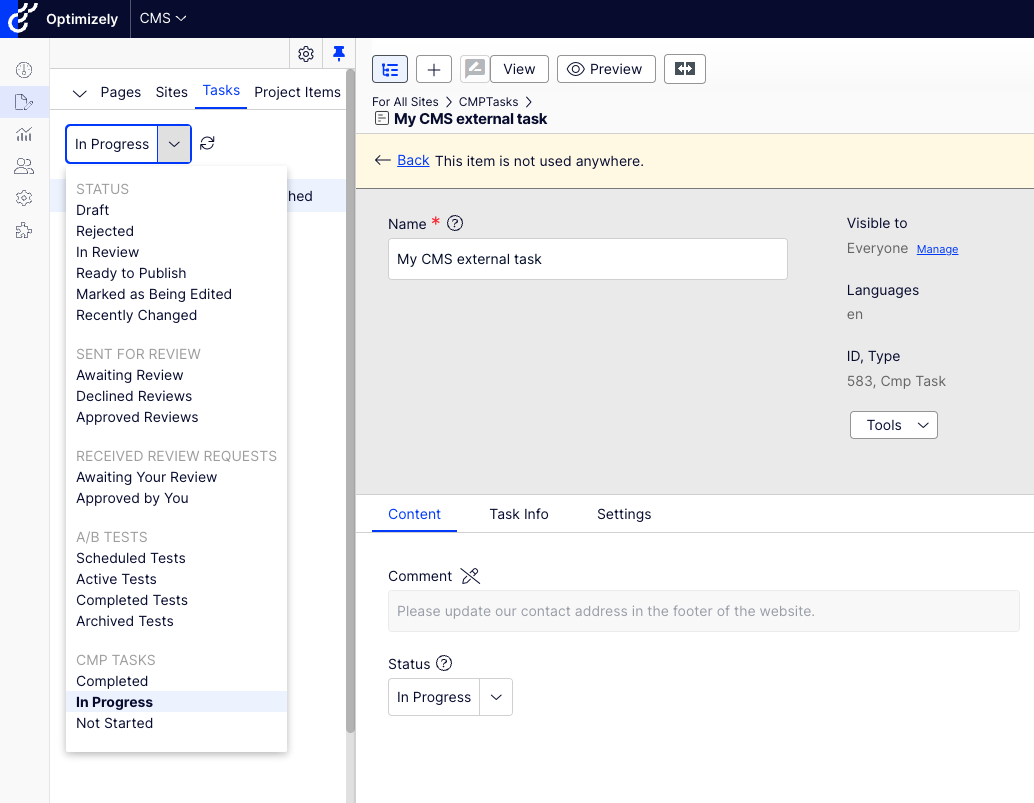 Optimizely
CMS
Pages
Sites
Tasks
Project Items
In Progress
hed
STATUS
Draft
Rejected
In Review
Ready to Publish
Marked as Being Edited
Recently Changed
SENT FOR REVIEW
Awaiting Review
Declined Reviews
Approved Reviews
RECEIVED REVIEW REQUESTS
Awaiting Your Review
Approved by You
A/B TESTS
Scheduled Tests
Active Tests
Completed Tests
Archived Tests
CMP TASKS
Completed
In Progress
Not Started
View
Preview
For All Sites > CMPTasks >
My CMS external task
Back This item is not used anywhere.
Name *
My CMS external task
Visible to
Everyone Manage
Languages
en
ID, Type
583, Cmp Task
Tools
Content
Task Info
Settings
Comment
Please update our contact address in the footer of the website.
Status
In Progress